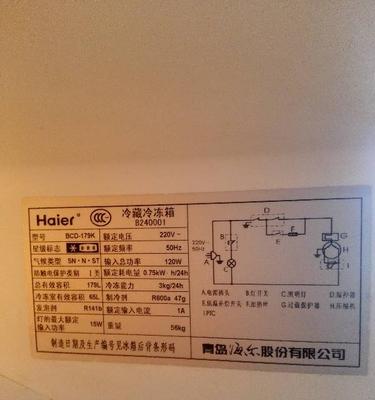 Haier CCC 冷藏冷冻箱
B240001
型号 BCD-179K 额定电压 220V~
星级标志 额定频率 50Hz
气候类型 SN·N·ST 输入总功率 120W
防触电保护类别 I 类 额定耗电量 0.75kW·h/24h
总有效容积 179L 冷冻能力 3kg/24h
冷冻室有效容积 65L 制冷剂 R600a 47g
发泡剂 R141b 额定输入电流 1A
灯的最大输入功率 15W 重量 56kg
制造日期及生产编号见冰箱后背条形码
D
E
I
F
G
220V~
50Hz
A
B
C
H
A.电源插头 B.灯开关 C.照明灯 D.温控器
E.低温补偿开关 F.加热丝 G.过载保护器 H.压缩机
I.PTC
青岛海尔股份有限公司